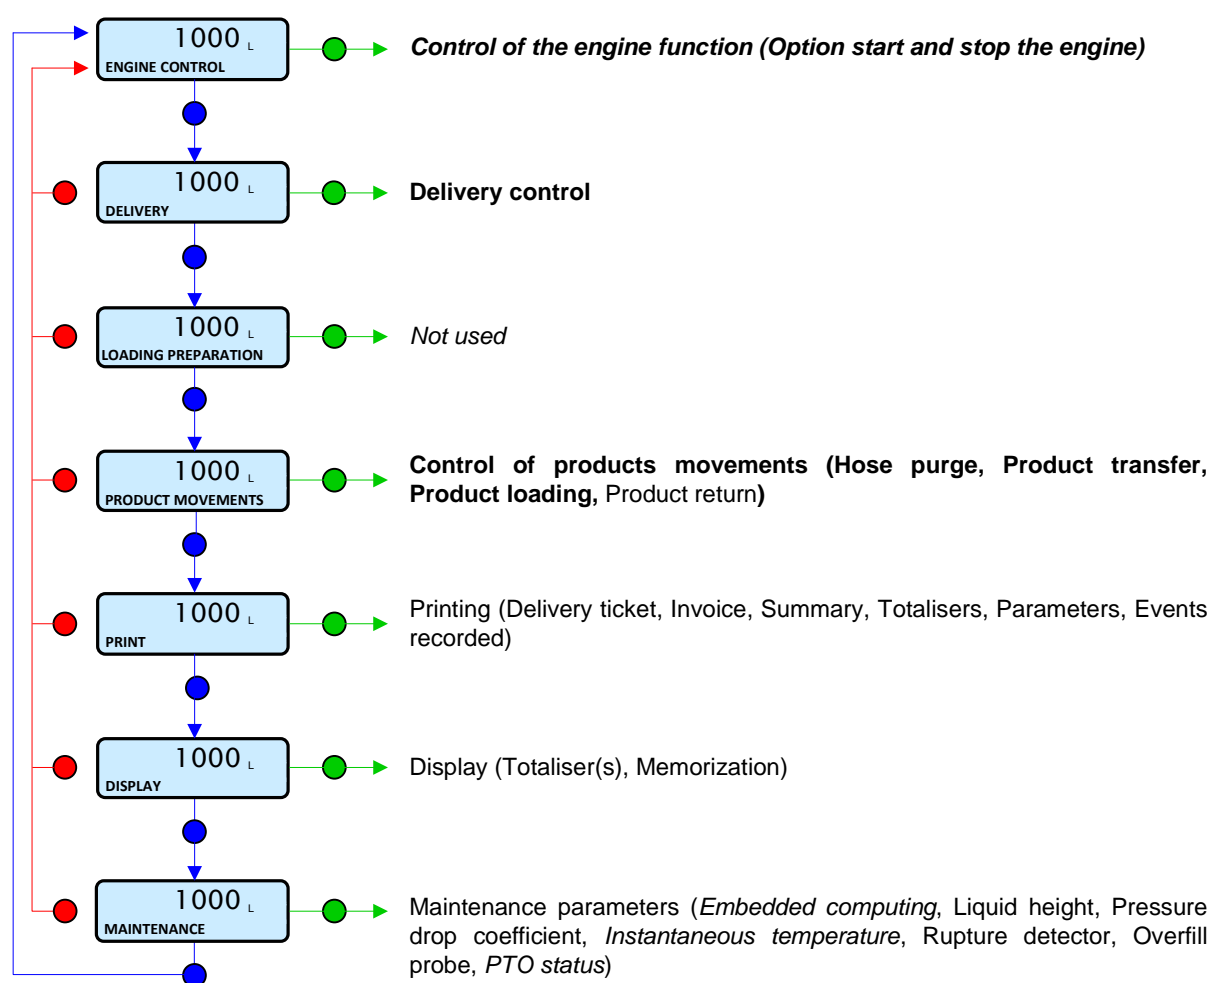 1000 L
ENGINE CONTROL
Control of the engine function (Option start and stop the engine)
1000 L
DELIVERY
Delivery control
1000 L
LOADING PREPARATION
Not used
1000 L
PRODUCT MOVEMENTS
Control of products movements (Hose purge, Product transfer,
Product loading, Product return)
1000 L
PRINT
Printing (Delivery ticket, Invoice, Summary, Totalisers, Parameters, Events
recorded)
1000 L
DISPLAY
Display (Totaliser(s), Memorization)
1000 L
MAINTENANCE
Maintenance parameters (Embedded computing, Liquid height, Pressure
drop coefficient, Instantaneous temperature, Rupture detector, Overfill
probe, PTO status)